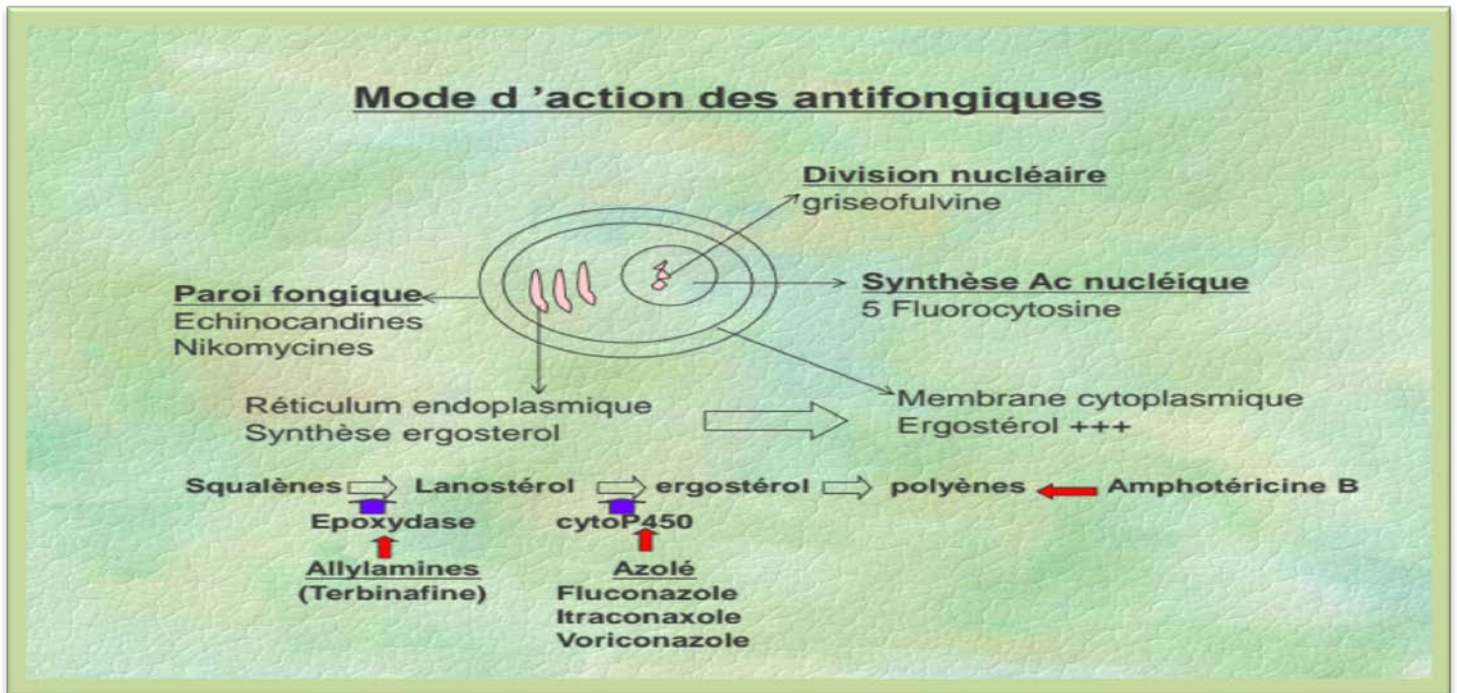 Mode d ’action des antifongiques
Division nucléaire
griseofulvine
Paroi fongique
Echinocandines
Nikomycines
Synthèse Ac nucléique
5 Fluorocytosine
Réticulum endoplasmique
Synthèse ergosterol
Membrane cytoplasmique
Ergostérol +++
Squalènes Lanostérol ergostérol polyènes Amphotéricine B
Epoxydase cytoP450
Allylamines
(Terbinafine)
Azolé
Fluconazole
Itraconaxole
Voriconazole